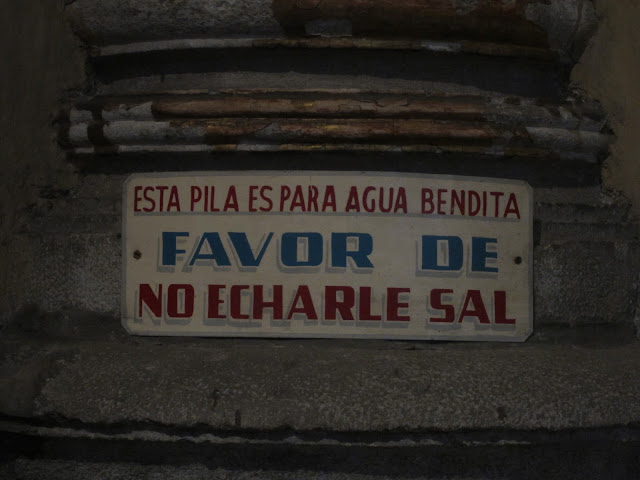 ESTA PILA ES PARA AGUA BENDITA
FAVOR DE
NO ECHARLE SAL